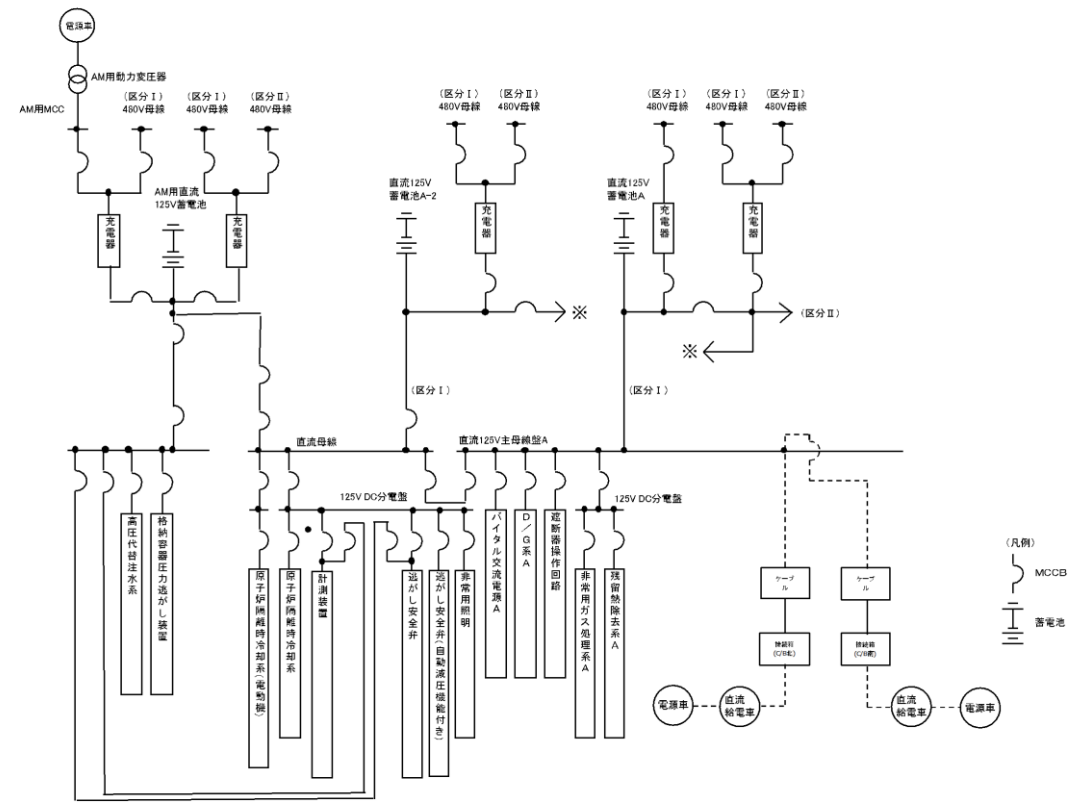 電源車
AM用動力変圧器
AM用MCC
(区分Ⅰ)
480V母線
(区分Ⅰ)
480V母線
(区分Ⅱ)
480V母線
(区分Ⅰ)
480V母線
(区分Ⅱ)
480V母線
(区分Ⅰ)
480V母線
(区分Ⅰ)
480V母線
(区分Ⅱ)
480V母線
AM用直流
125V蓄電池
直流125V
蓄電池A-2
直流125V
蓄電池A
充電器
充電器
充電器
充電器
充電器
※
(区分Ⅱ)
※
(区分Ⅰ)
(区分Ⅰ)
直流母線
直流125V主母線盤A
125V DC分電盤
125V DC分電盤
高圧代替注水系
格納容器圧力逃がし装置
原子炉隔離時冷却系(電動機)
原子炉隔離時冷却系
計測装置
逃がし安全弁
逃がし安全弁(自動減圧機能付き)
非常用照明
バイタル交流電源A
D/G系A
遮断器操作回路
非常用ガス処理系A
残留熱除去系A
ケーブ
ル
ケーブ
ル
接続箱
(C/B北)
接続箱
(C/B南)
電源車
直流
給電車
直流
給電車
電源車
(凡例)
MCCB
蓄電池